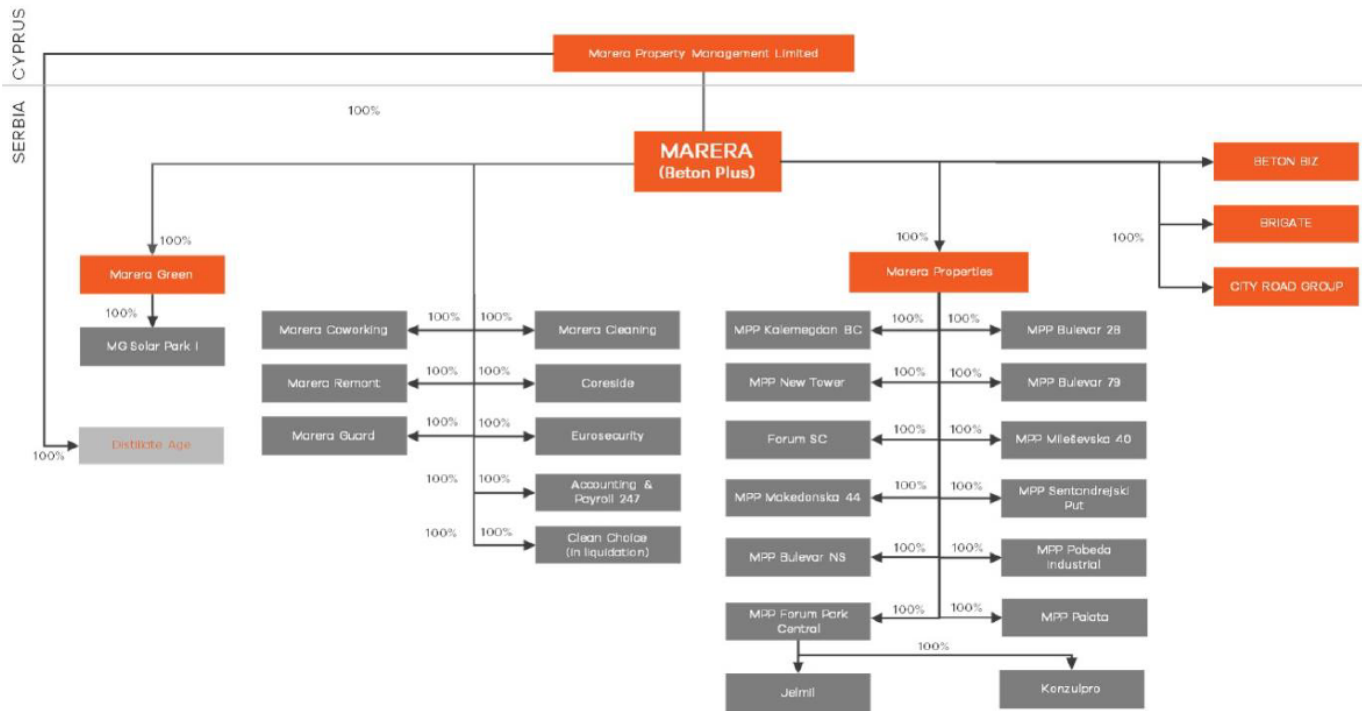 CYPRUS
Marera Property Management Limited
SERBIA
100%
MARERA
(Beton Plus)
BETON BIZ
BRIGATE
CITY ROAD GROUP
100%
100%
100%
Marera Green
Marera Properties
100%
MG Solar Park I
Distillate Age
100%
Marera Coworking
100%
100%
Marera Cleaning
Marera Remont
100%
100%
Coreside
Marera Guard
100%
100%
Eurosecurity
100%
100%
Accounting &
Payroll 247
100%
100%
Clean Choice
(in liquidation)
MPP Kalemegdan BC
100%
100%
MPP Bulevar 28
MPP New Tower
100%
100%
MPP Bulevar 79
Forum SC
100%
100%
MPP Mileševska 40
MPP Makedonska 44
100%
100%
MPP Sentandrejski
Put
MPP Bulevar NS
100%
100%
MPP Pobeda
Industrial
MPP Forum Park
Central
100%
100%
MPP Palata
100%
Jelmil
Konzulpro